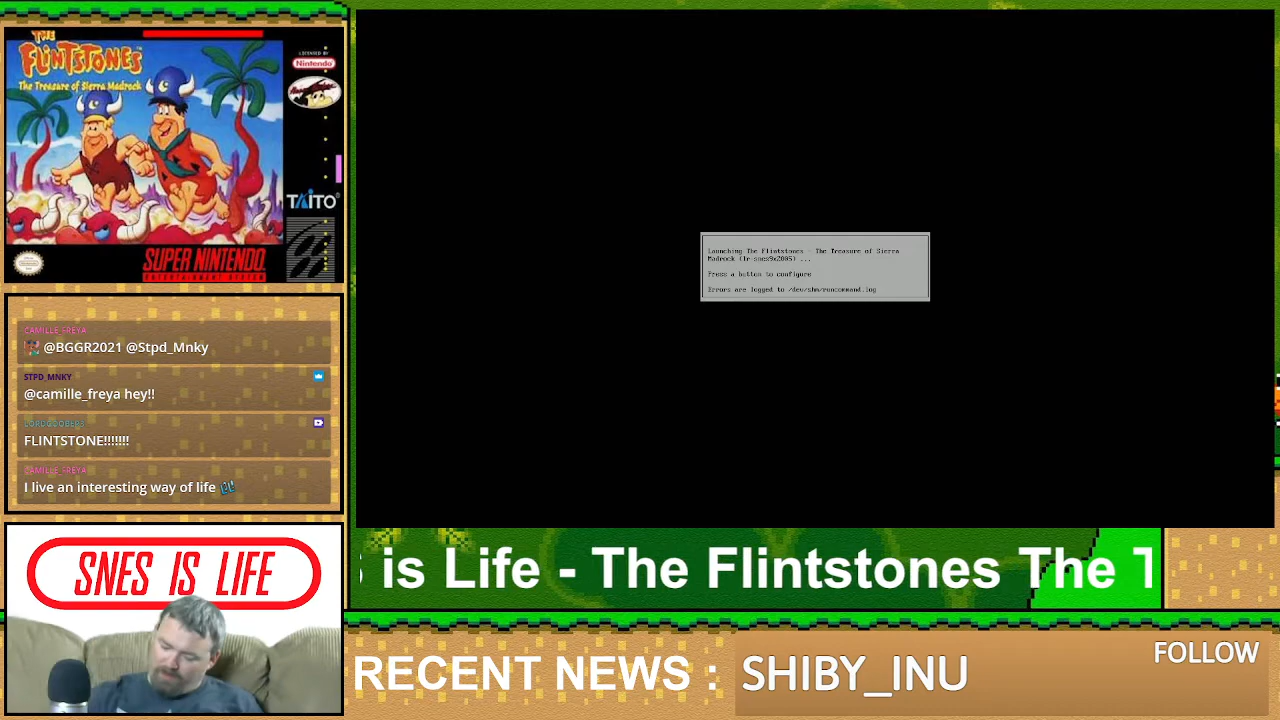 THE
FLINTSTONES
The Treasure of Sierra Madrock
LICENSED BY
Nintendo
TAITO
SUPER NINTENDO
ENTERTAINMENT SYSTEM
CAMILLE_FREYA
@BGGR2021 @Stpd_Mnky
STPD_MNKY
@camille_freya hey!!
FLINTSTONE!!!!!!!
CAMILLE_FREYA
I live an interesting way of life
SNES IS LIFE
Launching The Flintstones - The Treasure of Sierra
Madrock (lr-snes9x2005) ...
Press a button to configure
Errors are logged to /dev/shm/runcommand.log
is Life - The Flintstones The T
RECENT NEWS : SHIBY_INU
FOLLOW